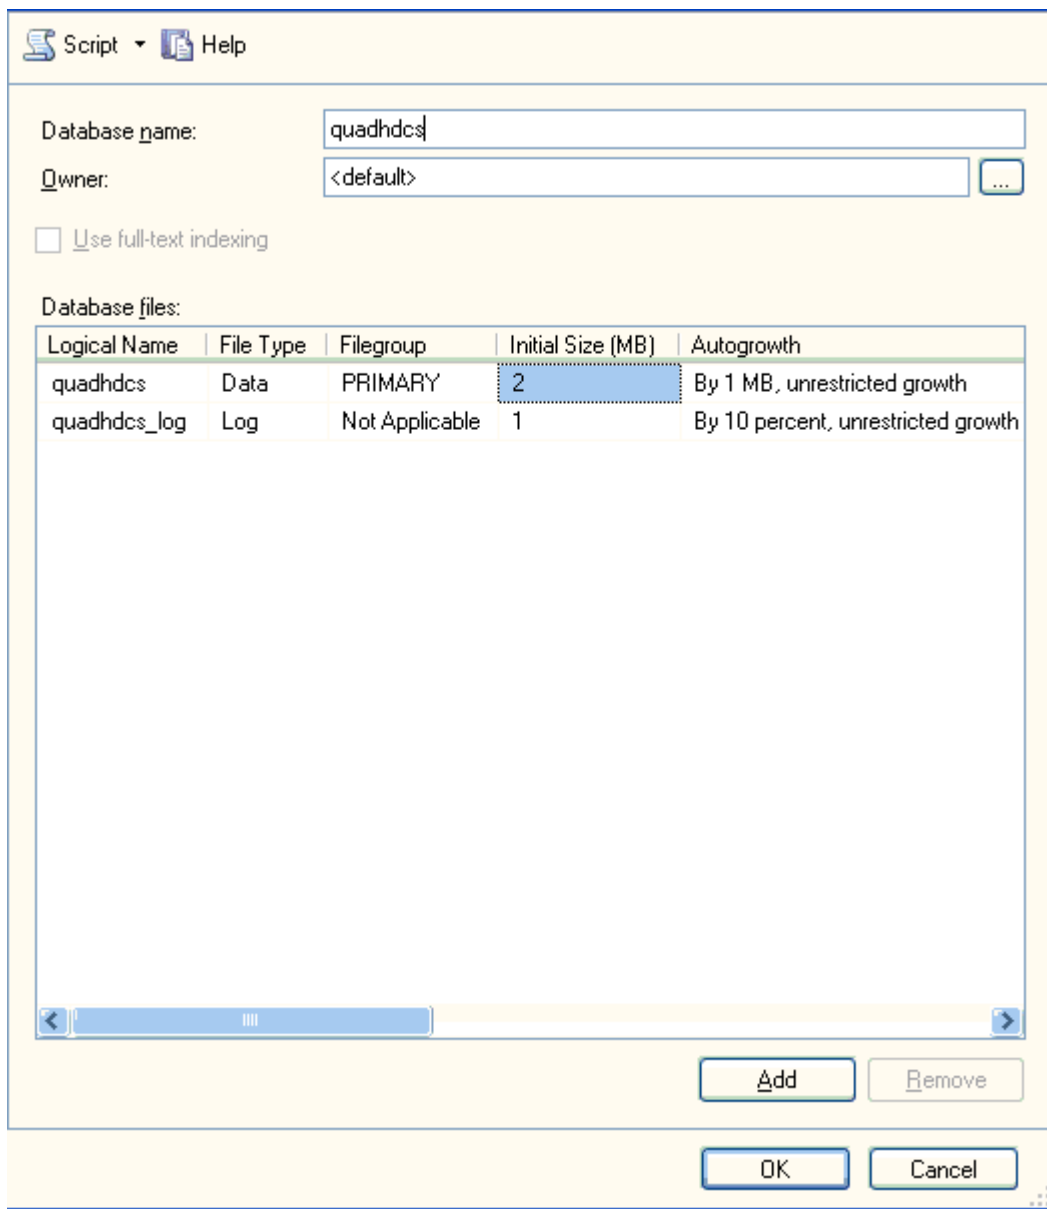 Script Help
Database name: quadhdcs
Owner: <default> ...
Use full-text indexing
Database files:
Logical Name File Type Filegroup Initial Size (MB) Autogrowth
quadhdcs Data PRIMARY 2 By 1 MB, unrestricted growth
quadhdcs_log Log Not Applicable 1 By 10 percent, unrestricted growth
Add Remove
OK Cancel